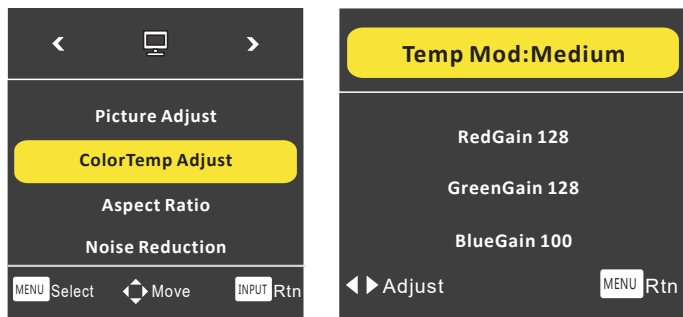 Picture Adjust
ColorTemp Adjust
Aspect Ratio
Noise Reduction
MENU Select Move INPUT Rtn
Temp Mod:Medium
RedGain 128
GreenGain 128
BlueGain 100
Adjust MENU Rtn